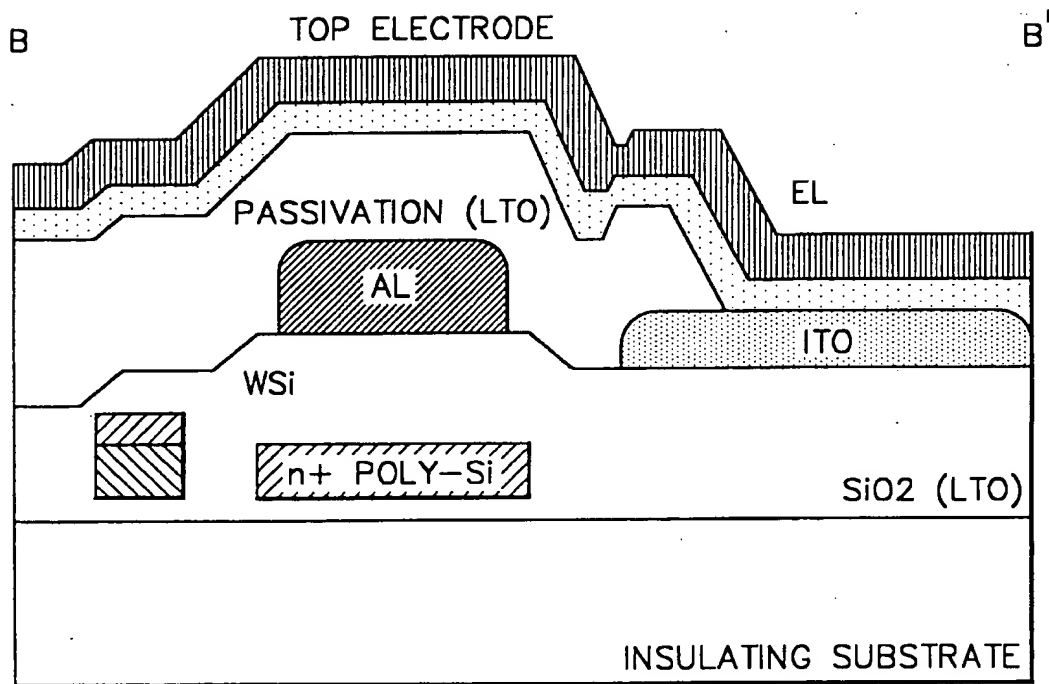 B
TOP ELECTRODE
B'
EL
PASSIVATION (LTO)
AL
ITO
WSi
n+ POLY-Si
SiO2 (LTO)
INSULATING SUBSTRATE